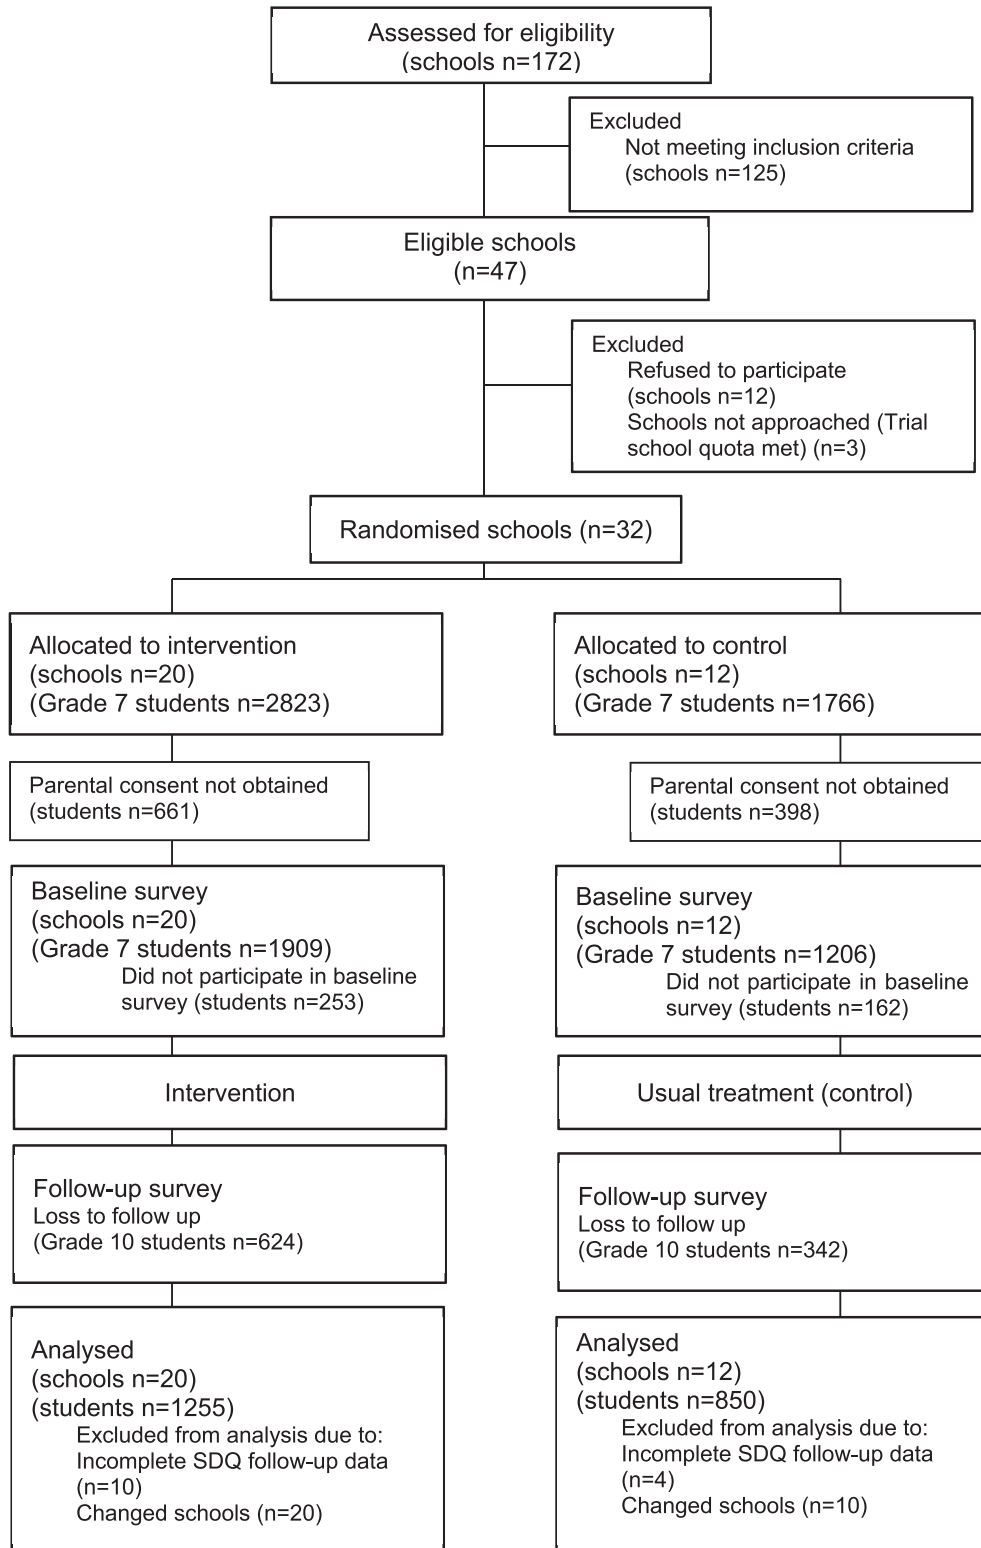 Assessed for eligibility
(schools n=172)
Excluded
Not meeting inclusion criteria
(schools n=125)
Eligible schools
(n=47)
Excluded
Refused to participate
(schools n=12)
Schools not approached (Trial
school quota met) (n=3)
Randomised schools (n=32)
Allocated to intervention
(schools n=20)
(Grade 7 students n=2823)
Allocated to control
(schools n=12)
(Grade 7 students n=1766)
Parental consent not obtained
(students n=661)
Parental consent not obtained
(students n=398)
Baseline survey
(schools n=20)
(Grade 7 students n=1909)
Did not participate in baseline
survey (students n=253)
Baseline survey
(schools n=12)
(Grade 7 students n=1206)
Did not participate in baseline
survey (students n=162)
Intervention
Usual treatment (control)
Follow-up survey
Loss to follow up
(Grade 10 students n=624)
Follow-up survey
Loss to follow up
(Grade 10 students n=342)
Analysed
(schools n=20)
(students n=1255)
Excluded from analysis due to:
Incomplete SDQ follow-up data
(n=10)
Changed schools (n=20)
Analysed
(schools n=12)
(students n=850)
Excluded from analysis due to:
Incomplete SDQ follow-up data
(n=4)
Changed schools (n=10)